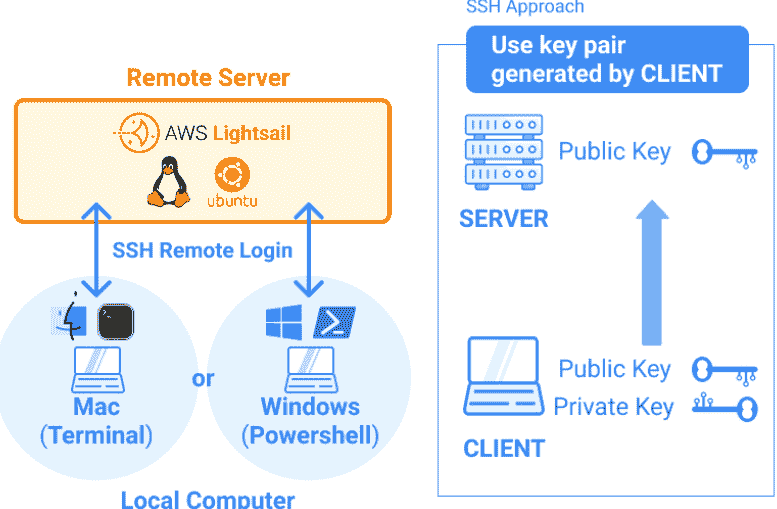 SSH Approach
Use key pair
generated by CLIENT
Remote Server
AWS Lightsail
ubuntu
SSH Remote Login
Mac
(Terminal)
or
Windows
(Powershell)
Local Computer
Public Key
SERVER
Public Key
Private Key
CLIENT